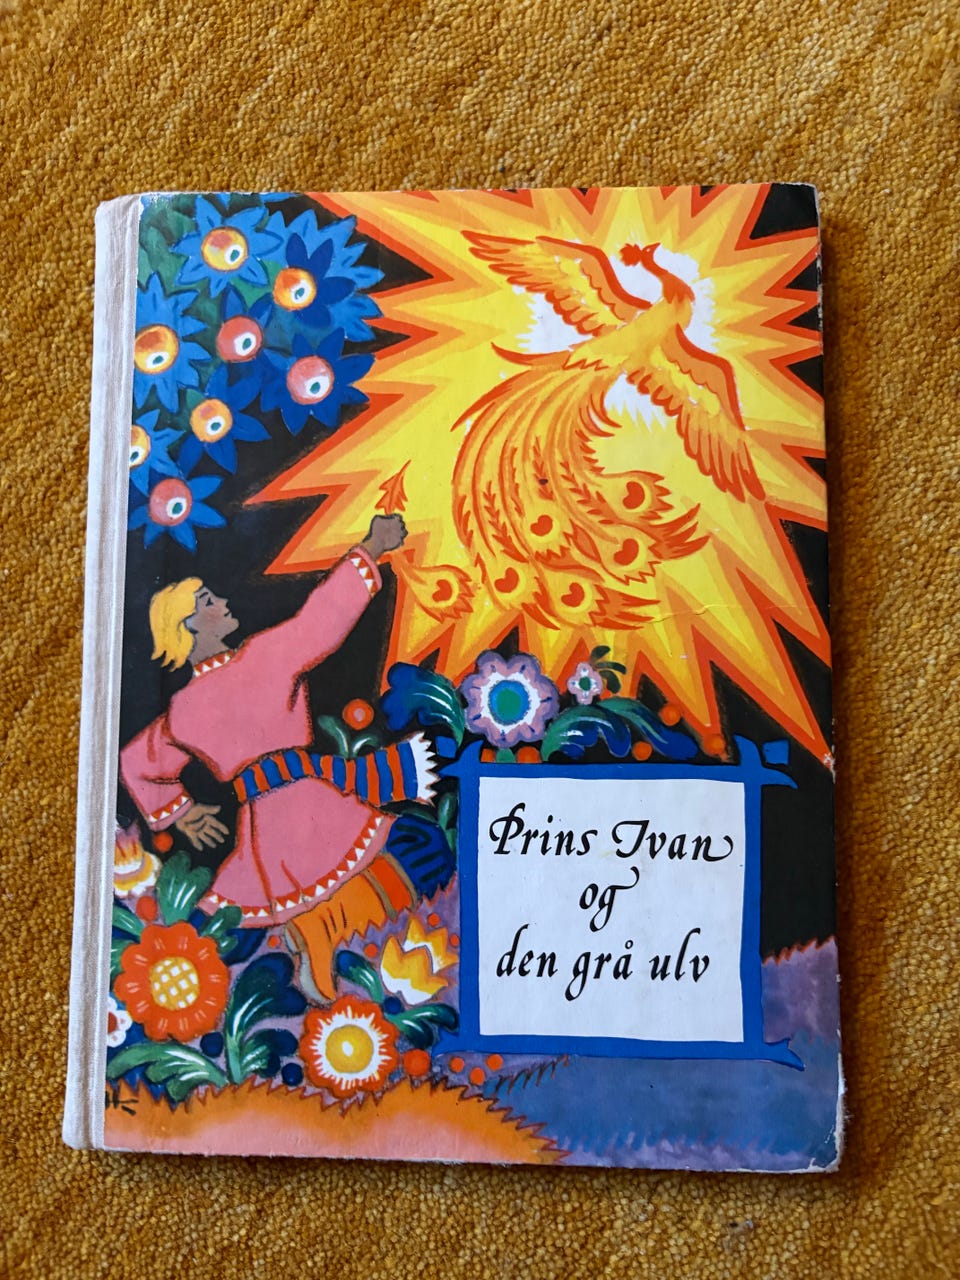 Prins Ivan
og
den grå ulv